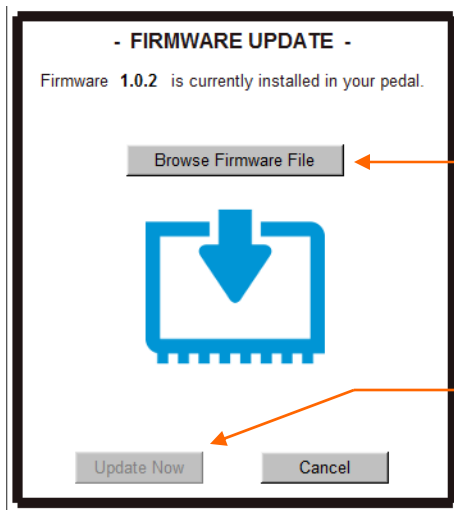 - FIRMWARE UPDATE -
Firmware 1.0.2 is currently installed in your pedal.
Browse Firmware File
Update Now
Cancel